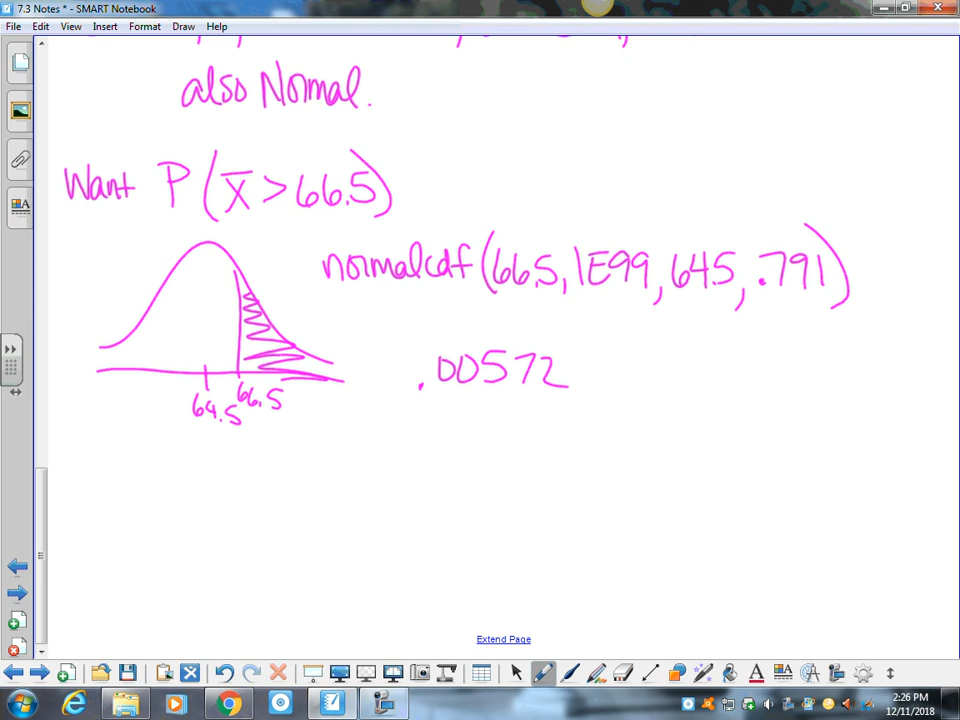 7.3 Notes * - SMART Notebook
File Edit View Insert Format Draw Help
also Normal.
Want P(x̄ > 66.5)
normalcdf(66.5, 1E99, 64.5, .791)
.00572
64.5 66.5
Extend Page
2:26 PM
12/11/2018